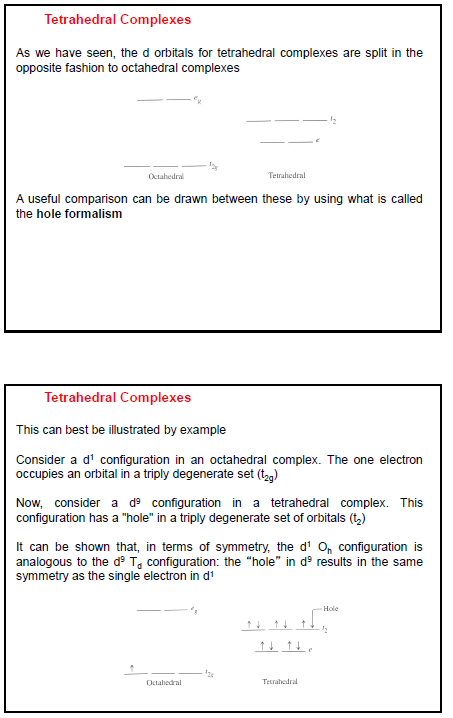 Tetrahedral Complexes
As we have seen, the d orbitals for tetrahedral complexes are split in the
opposite fashion to octahedral complexes
e_g
t_2
e
t_2g
Octahedral
Tetrahedral
A useful comparison can be drawn between these by using what is called
the hole formalism
Tetrahedral Complexes
This can best be illustrated by example
Consider a d¹ configuration in an octahedral complex. The one electron
occupies an orbital in a triply degenerate set (t₂g)
Now, consider a d⁹ configuration in a tetrahedral complex. This
configuration has a "hole" in a triply degenerate set of orbitals (t₂)
It can be shown that, in terms of symmetry, the d¹ Oₕ configuration is
analogous to the d⁹ T_d configuration: the “hole” in d⁹ results in the same
symmetry as the single electron in d¹
Hole
e_g
t_2
e
t_2g
Octahedral
Tetrahedral